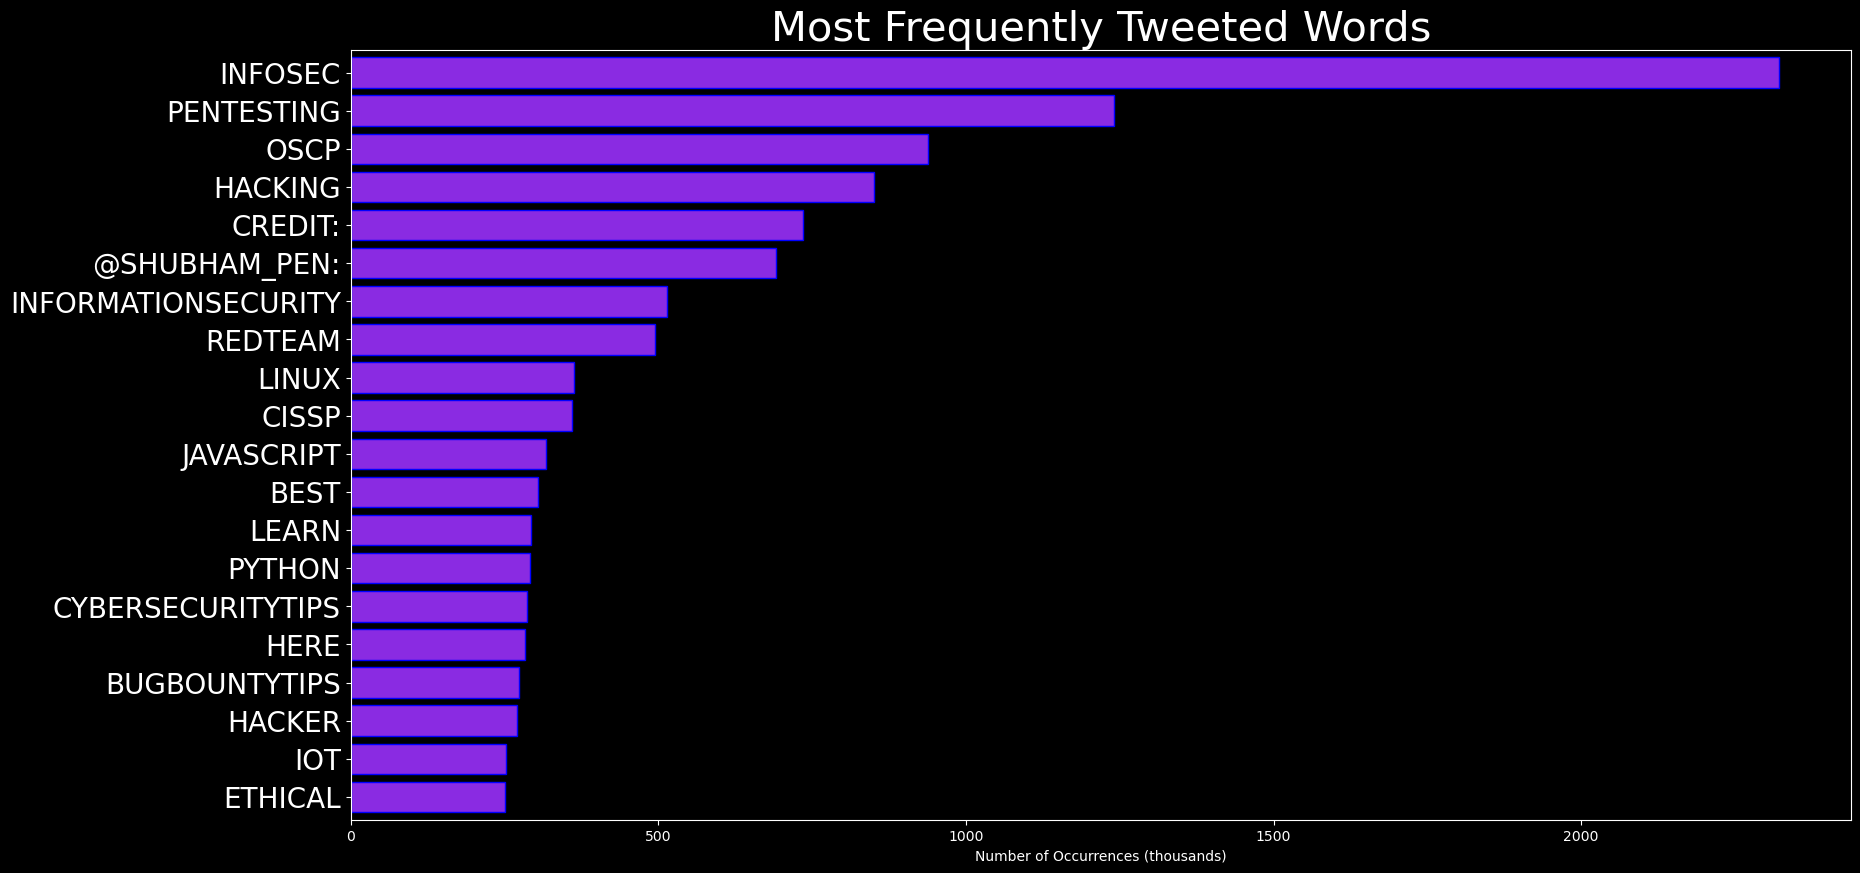 Most Frequently Tweeted Words
INFOSEC
PENTESTING
OSCP
HACKING
CREDIT:
@SHUBHAM_PEN:
INFORMATIONSECURITY
REDTEAM
LINUX
CISSP
JAVASCRIPT
BEST
LEARN
PYTHON
CYBERSECURITYTIPS
HERE
BUGBOUNTYTIPS
HACKER
IOT
ETHICAL
0 500 1000 1500 2000
Number of Occurrences (thousands)